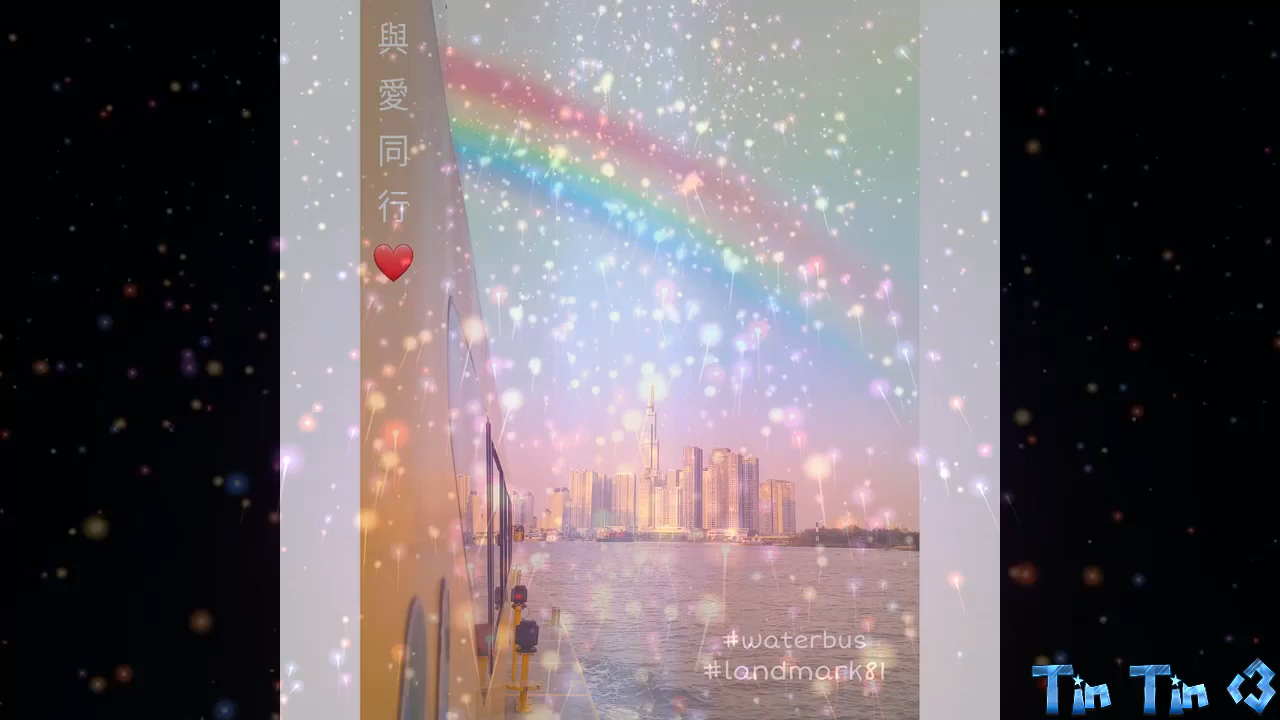 與愛同行❤️
#waterbus
#landmark81
Tin Tin <3